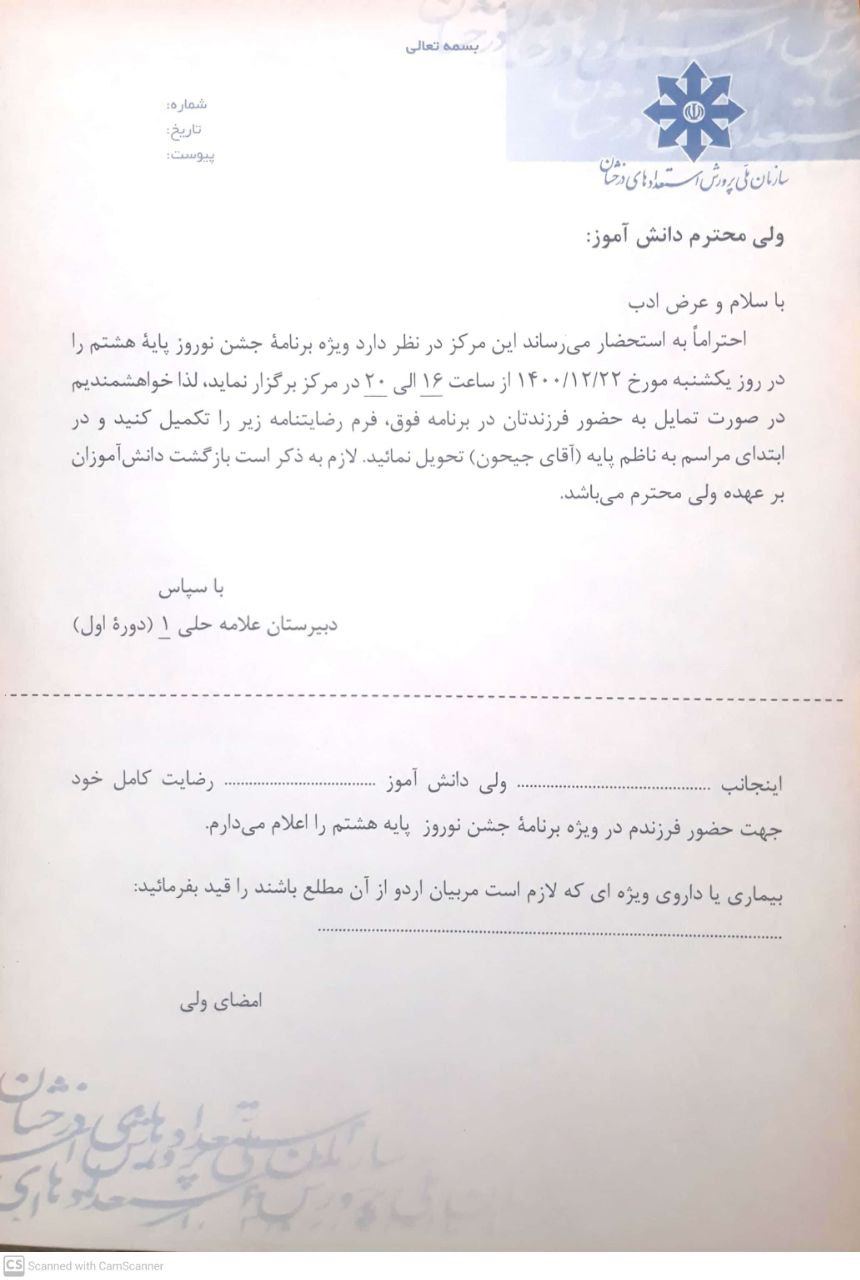 بسمه تعالی
شماره:
تاریخ:
پیوست:
سازمان ملی پرورش استعدادهای درخشان
ولی محترم دانش آموز:
با سلام و عرض ادب
احتراماً به استحضار می‌رساند این مرکز در نظر دارد ویژه برنامهٔ جشن نوروز پایهٔ هشتم را
در روز یکشنبه مورخ ۱۴۰۰/۱۲/۲۲ از ساعت ۱۶ الی ۲۰ در مرکز برگزار نماید، لذا خواهشمندیم
در صورت تمایل به حضور فرزندتان در برنامه فوق، فرم رضایتنامه زیر را تکمیل کنید و در
ابتدای مراسم به ناظم پایه (آقای جیحون) تحویل نمائید. لازم به ذکر است بازگشت دانش‌آموزان
بر عهده ولی محترم می‌باشد.
با سپاس
دبیرستان علامه حلی ۱ (دورهٔ اول)
اینجانب ................................................ ولی دانش آموز ...................................... رضایت کامل خود
جهت حضور فرزندم در ویژه برنامهٔ جشن نوروز پایه هشتم را اعلام می‌دارم.
بیماری یا داروی ویژه ای که لازم است مربیان اردو از آن مطلع باشند را قید بفرمائید:
....................................................................................................................
امضای ولی
CS Scanned with CamScanner